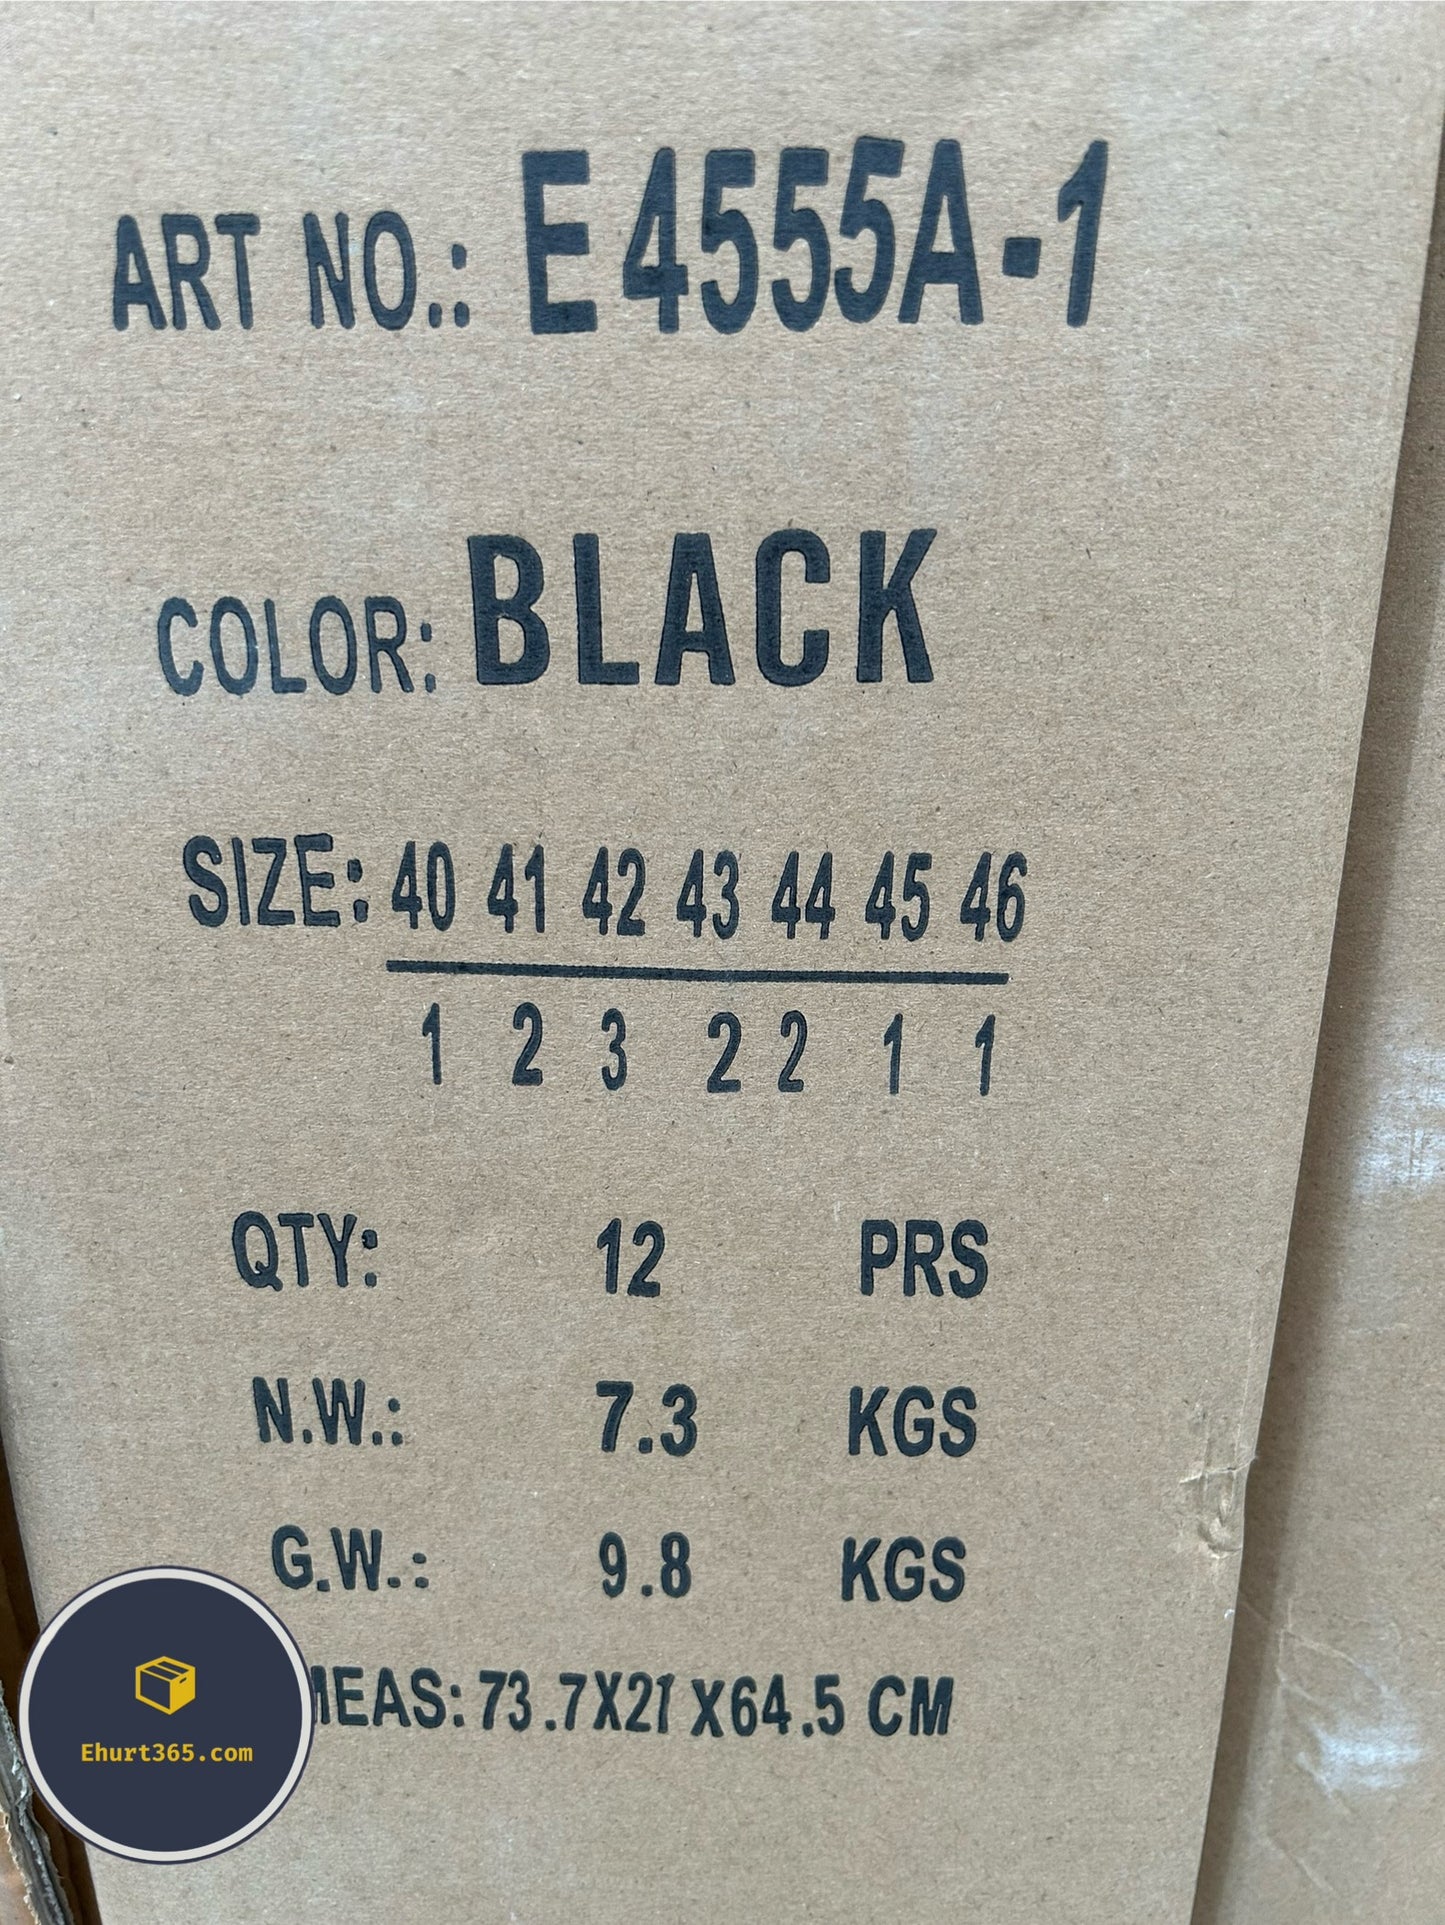 ART NO.: E4555A-1
COLOR: BLACK
SIZE: 40 41 42 43 44 45 46
1 2 3 2 2 1 1
QTY: 12 PRS
N.W.: 7.3 KGS
G.W.: 9.8 KGS
MEAS: 73.7X21X64.5 CM
Ehurt365.com